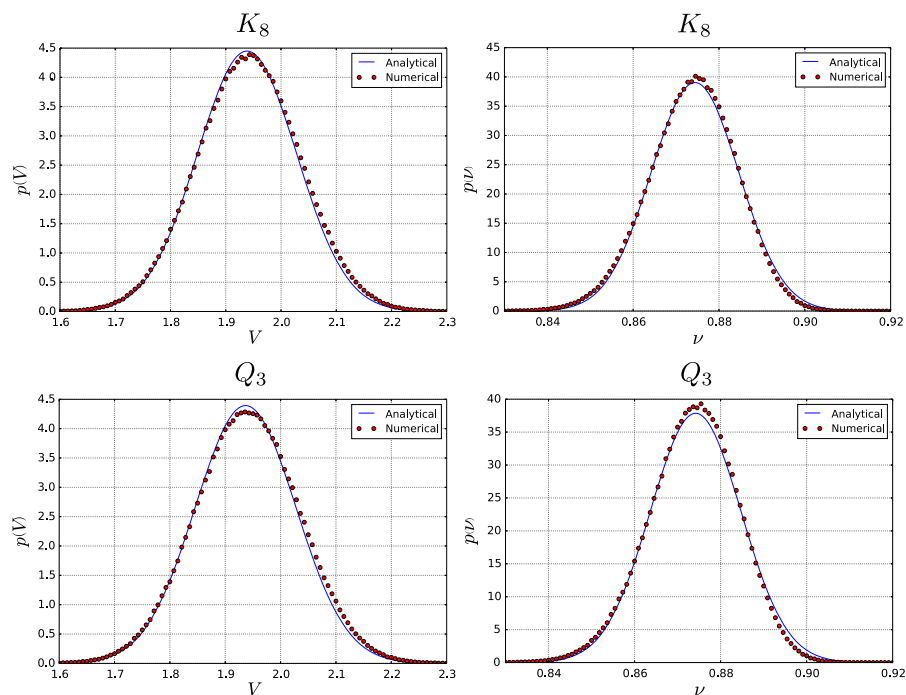 K₈
4.5
4.0
3.5
3.0
2.5
2.0
1.5
1.0
0.5
0.0
p(V)
Analytical
Numerical
1.6 1.7 1.8 1.9 2.0 2.1 2.2 2.3
V
K₈
45
40
35
30
25
20
15
10
5
0
p(ν)
Analytical
Numerical
0.84 0.86 0.88 0.90 0.92
ν
Q₃
4.5
4.0
3.5
3.0
2.5
2.0
1.5
1.0
0.5
0.0
p(V)
Analytical
Numerical
1.6 1.7 1.8 1.9 2.0 2.1 2.2 2.3
V
Q₃
40
35
30
25
20
15
10
5
0
p(ν)
Analytical
Numerical
0.84 0.86 0.88 0.90 0.92
ν